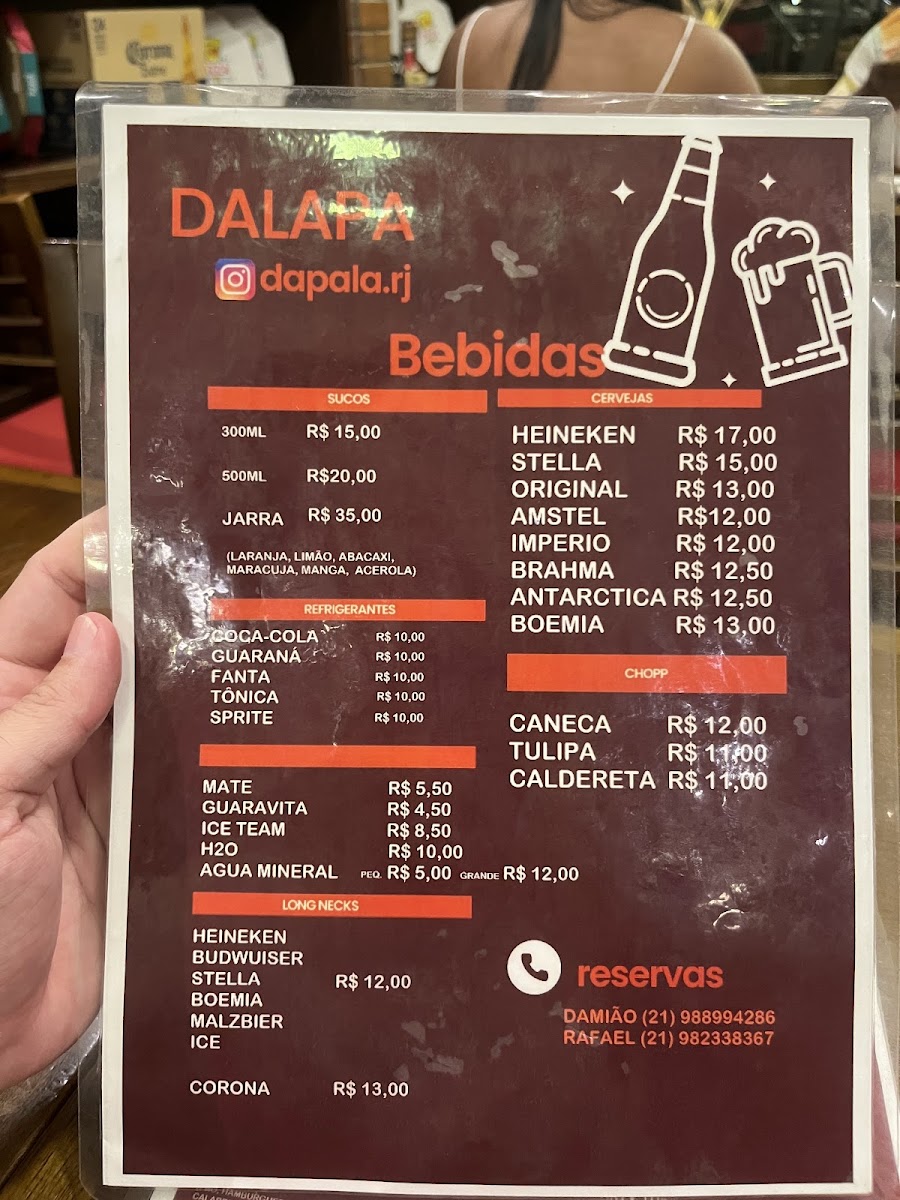 Corona
DALAPA
dapala.rj
Bebidas
SUCOS
300ML R$ 15,00
500ML R$20,00
JARRA R$ 35,00
(LARANJA, LIMÃO, ABACAXI,
MARACUJA, MANGA, ACEROLA)
REFRIGERANTES
COCA-COLA R$ 10,00
GUARANÁ R$ 10,00
FANTA R$ 10,00
TÔNICA R$ 10,00
SPRITE R$ 10,00
MATE R$ 5,50
GUARAVITA R$ 4,50
ICE TEAM R$ 8,50
H2O R$ 10,00
AGUA MINERAL PEQ. R$ 5,00 GRANDE R$ 12,00
LONG NECKS
HEINEKEN
BUDWUISER
STELLA R$ 12,00
BOEMIA
MALZBIER
ICE
CORONA R$ 13,00
CERVEJAS
HEINEKEN R$ 17,00
STELLA R$ 15,00
ORIGINAL R$ 13,00
AMSTEL R$12,00
IMPERIO R$ 12,00
BRAHMA R$ 12,50
ANTARCTICA R$ 12,50
BOEMIA R$ 13,00
CHOPP
CANECA R$ 12,00
TULIPA R$ 11,00
CALDERETA R$ 11,00
reservas
DAMIÃO (21) 988994286
RAFAEL (21) 982338367